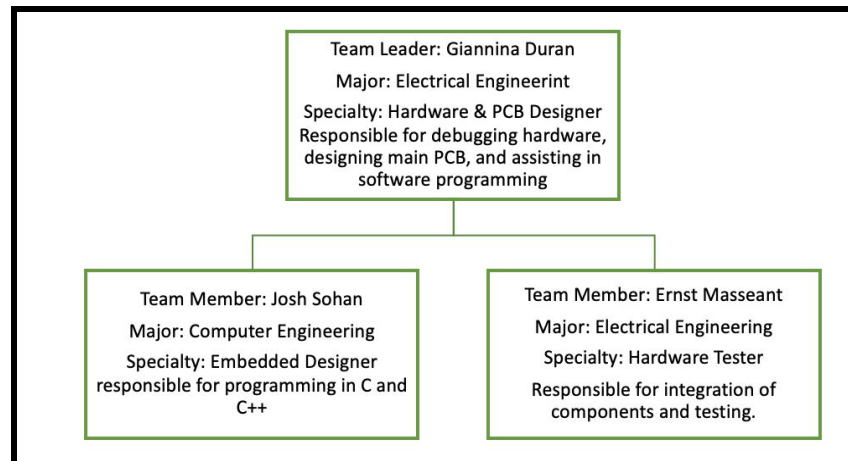 Team Leader: Giannina Duran
Major: Electrical Engineerint
Specialty: Hardware & PCB Designer
Responsible for debugging hardware,
designing main PCB, and assisting in
software programming
Team Member: Josh Sohan
Major: Computer Engineering
Specialty: Embedded Designer
responsible for programming in C and
C++
Team Member: Ernst Masseant
Major: Electrical Engineering
Specialty: Hardware Tester
Responsible for integration of
components and testing.